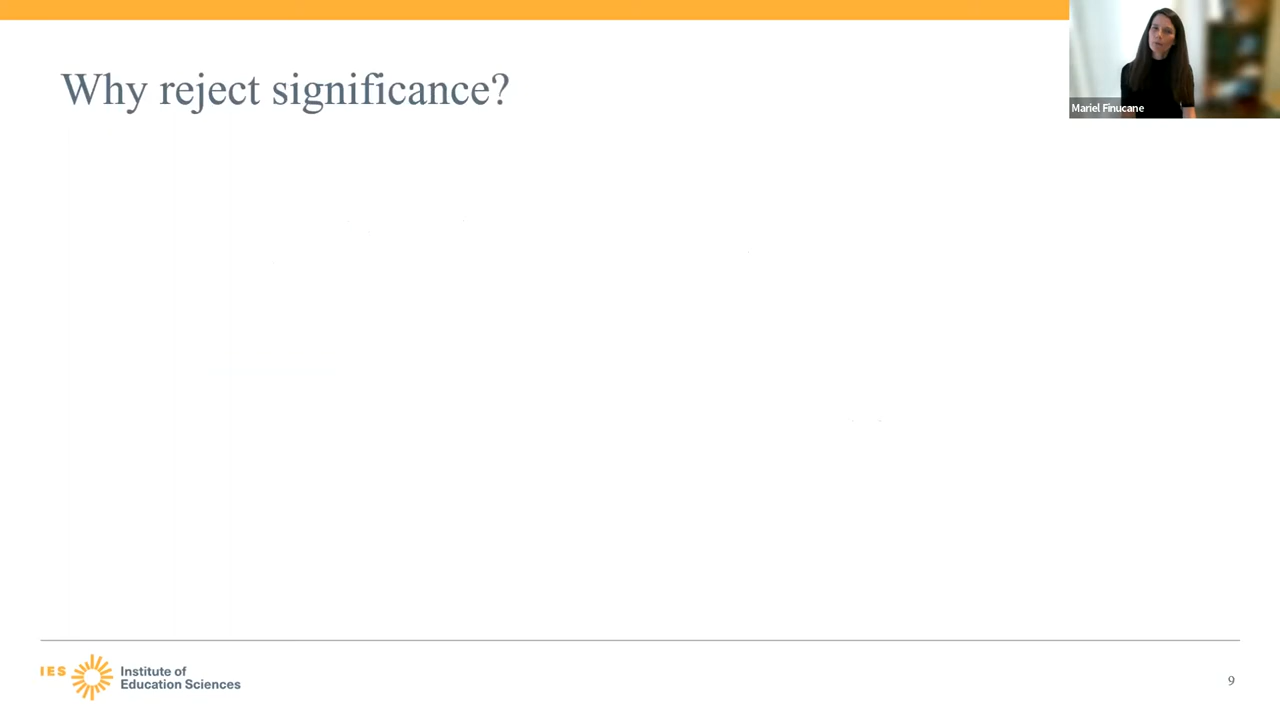 Why reject significance?
Mariel Finucane
IES
Institute of
Education Sciences
9